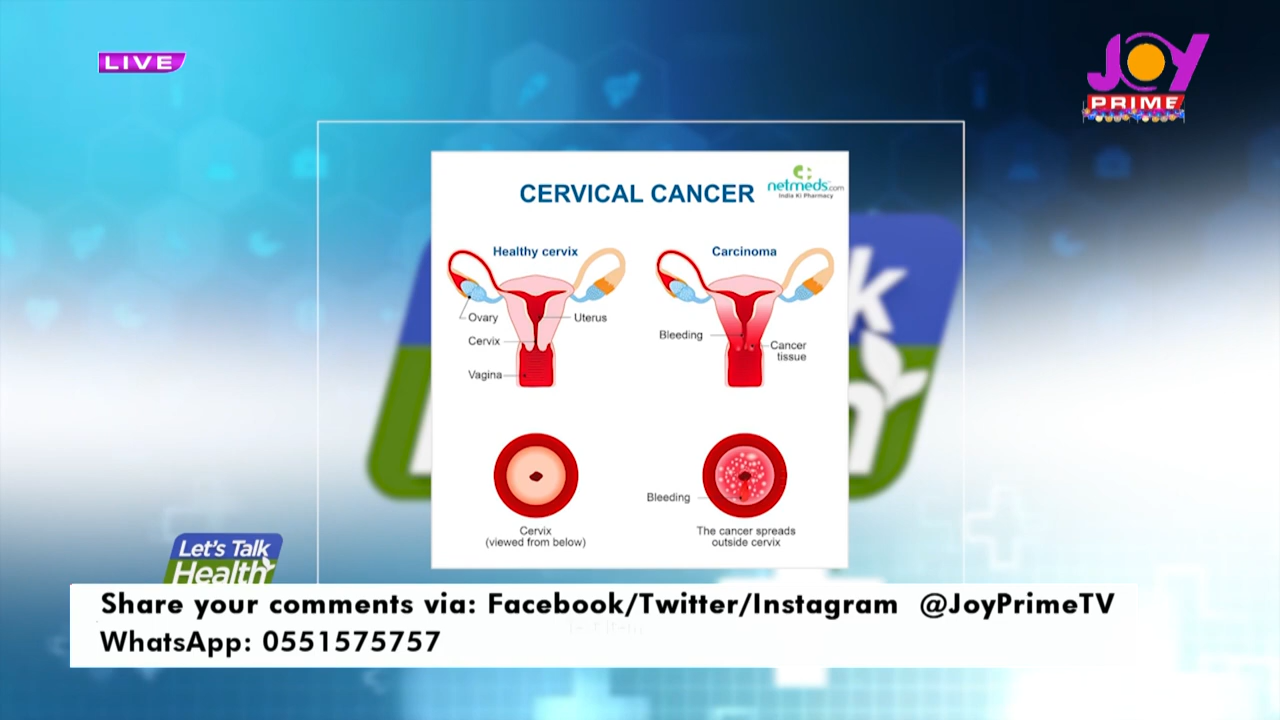 LIVE
JOY
PRIME
CERVICAL CANCER
netmeds.com
India Ki Pharmacy
Healthy cervix
Carcinoma
Ovary
Uterus
Cervix
Vagina
Bleeding
Cancer
tissue
Bleeding
Cervix
(viewed from below)
The cancer spreads
outside cervix
Let's Talk
Health
Share your comments via: Facebook/Twitter/Instagram @JoyPrimeTV
WhatsApp: 0551575757